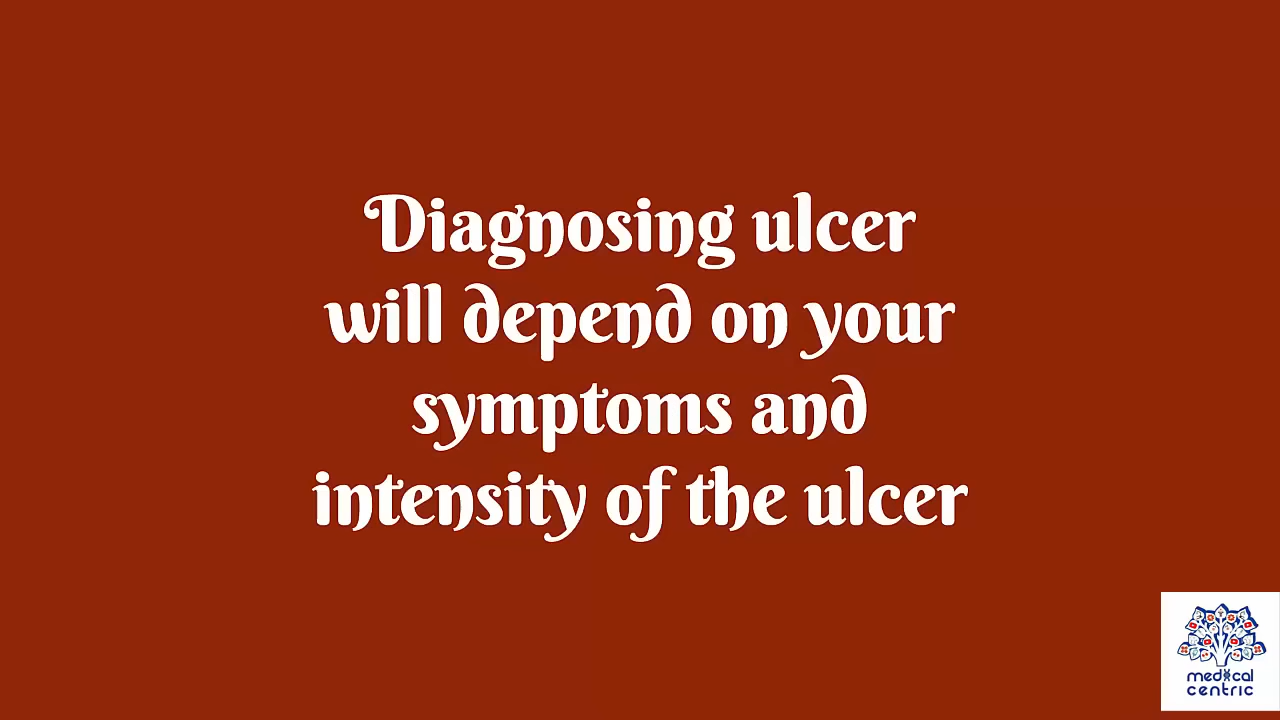 Diagnosing ulcer
will depend on your
symptoms and
intensity of the ulcer
medical
centric